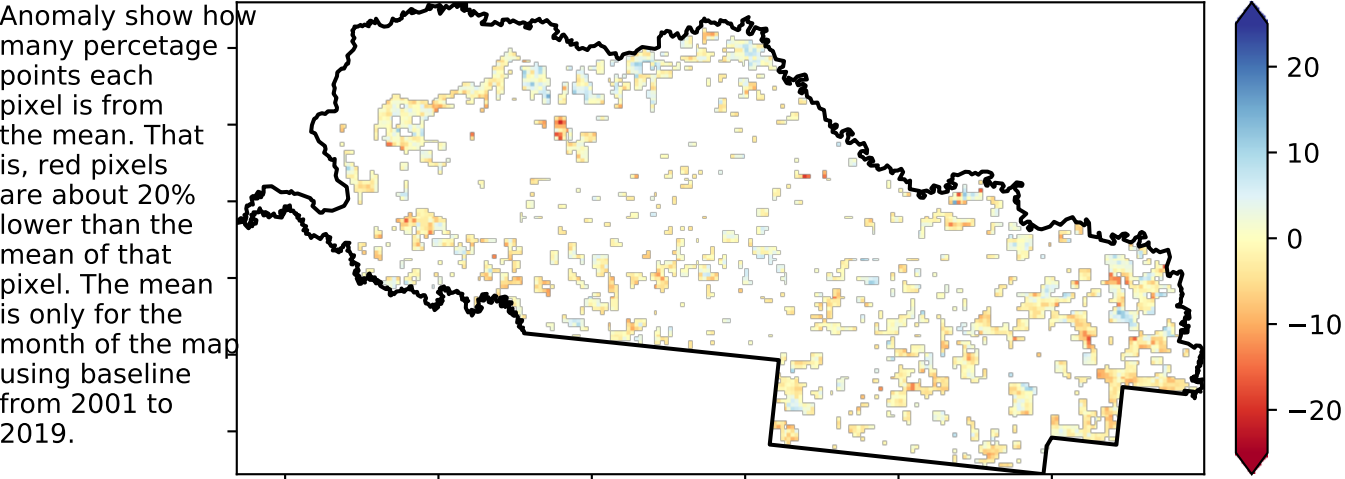 Anomaly show how
many percetage
points each
pixel is from
the mean. That
is, red pixels
are about 20%
lower than the
mean of that
pixel. The mean
is only for the
month of the map
using baseline
from 2001 to
2019.
20
10
0
−10
−20